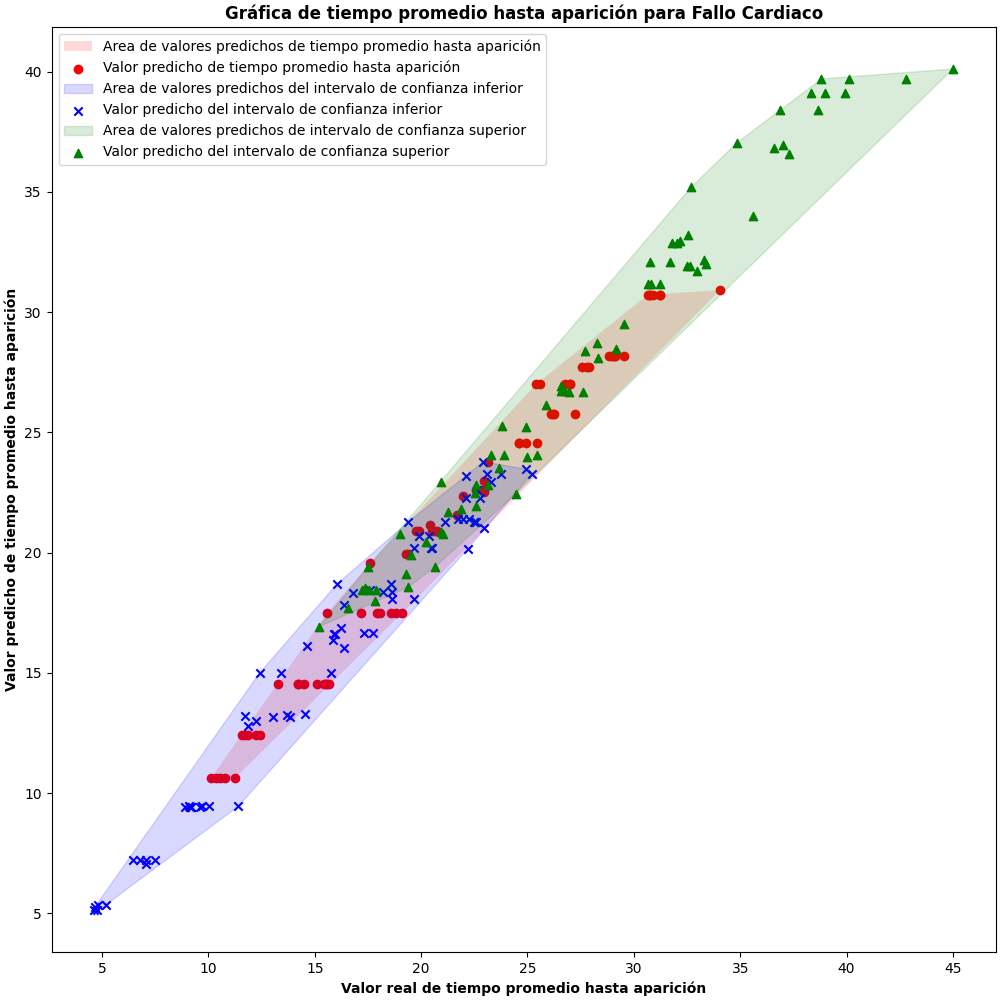 Gráfica de tiempo promedio hasta aparición para Fallo Cardiaco
Area de valores predichos de tiempo promedio hasta aparición
Valor predicho de tiempo promedio hasta aparición
Area de valores predichos del intervalo de confianza inferior
Valor predicho del intervalo de confianza inferior
Area de valores predichos de intervalo de confianza superior
Valor predicho del intervalo de confianza superior
Valor predicho de tiempo promedio hasta aparición
40
35
30
25
20
15
10
5
5 10 15 20 25 30 35 40 45
Valor real de tiempo promedio hasta aparición